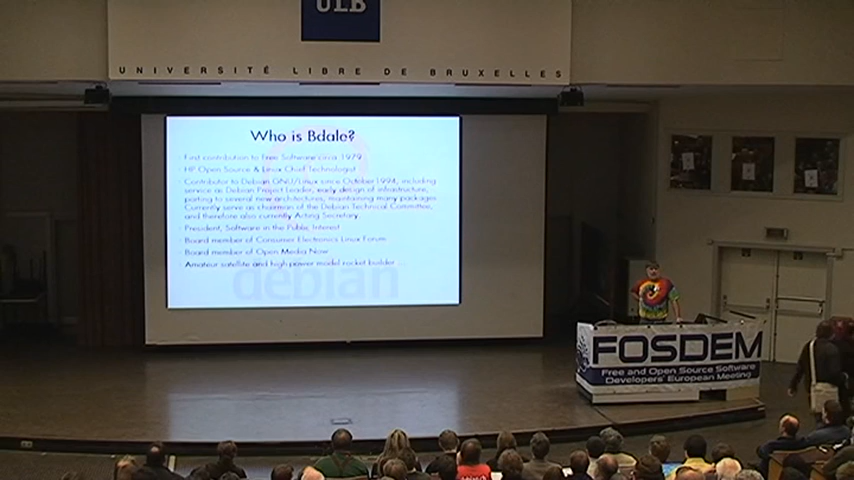 ULB
UNIVERSITÉ LIBRE DE BRUXELLES
Who is Bdale?
First contribution to Free Software circa 1979
HP Open Source & Linux Chief Technologist
Contributor to Debian GNU/Linux since October 1994, including
service as Debian Project Leader, early design of infrastructure,
porting to several new architectures, maintaining many packages
Currently serve as chairman of the Debian Technical Committee,
and therefore also currently Acting Secretary
President, Software in the Public Interest
Board member of Consumer Electronics Linux Forum
Board member of Open Media Now
Amateur satellite and high power model rocket builder ...
debian
FOSDEM
Free and Open Source Software
Developers' European Meeting